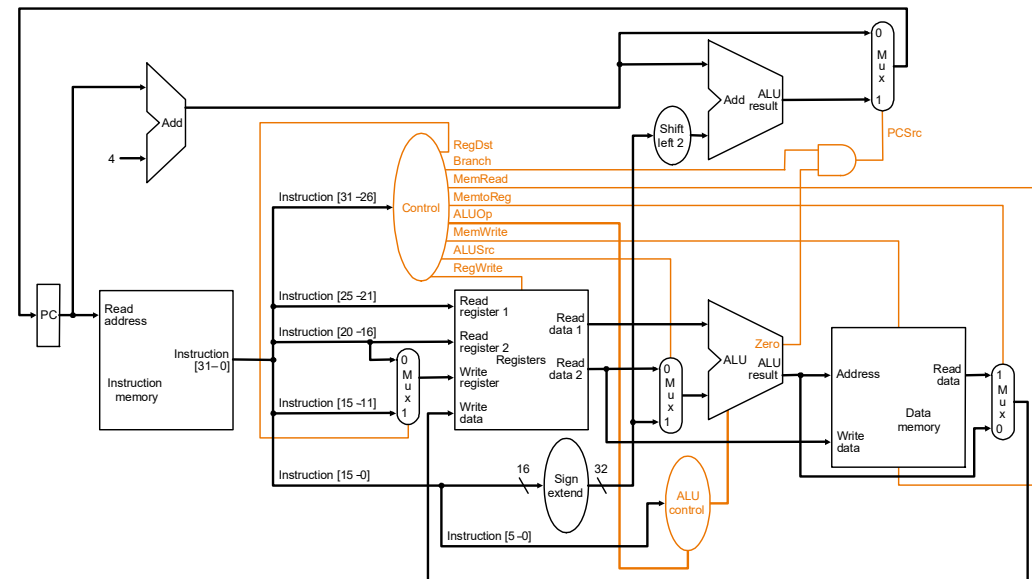 0
M
u
x
1
Add
ALU
result
Add
4
Shift
left 2
PCSrc
RegDst
Branch
MemRead
MemtoReg
ALUOp
MemWrite
ALUSrc
RegWrite
Control
Instruction [31–26]
Instruction [25–21]
Instruction [20–16]
Instruction [15–11]
Instruction [15–0]
Instruction [5–0]
PC
Read
address
Instruction
[31–0]
Instruction
memory
0
M
u
x
1
Read
register 1
Read
register 2
Write
register
Write
data
Registers
Read
data 1
Read
data 2
0
M
u
x
1
Zero
ALU
ALU
result
Address
Read
data
Data
memory
Write
data
1
M
u
x
0
16
Sign
extend
32
ALU
control